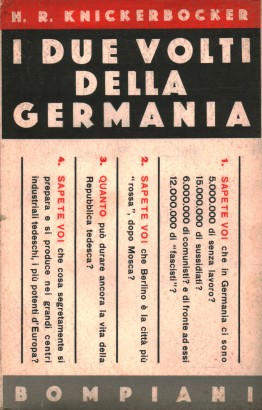 H. R. KNICKERBOCKER
I DUE VOLTI
DELLA
GERMANIA
1. SAPETE VOI che in Germania ci sono
5.000.000 di senza lavoro?
15.000.000 di sussidiati?
6.000.000 di comunisti? e di fronte ad essi
12.000.000 di "fascisti"?
2. SAPETE VOI che Berlino è la città più
"rossa", dopo Mosca?
3. QUANTO può durare ancora la vita della
Repubblica tedesca?
4. SAPETE VOI che cosa segretamente si
prepara e si produce nei grandi centri
industriali tedeschi, i più potenti d'Europa?
BOMPIANI